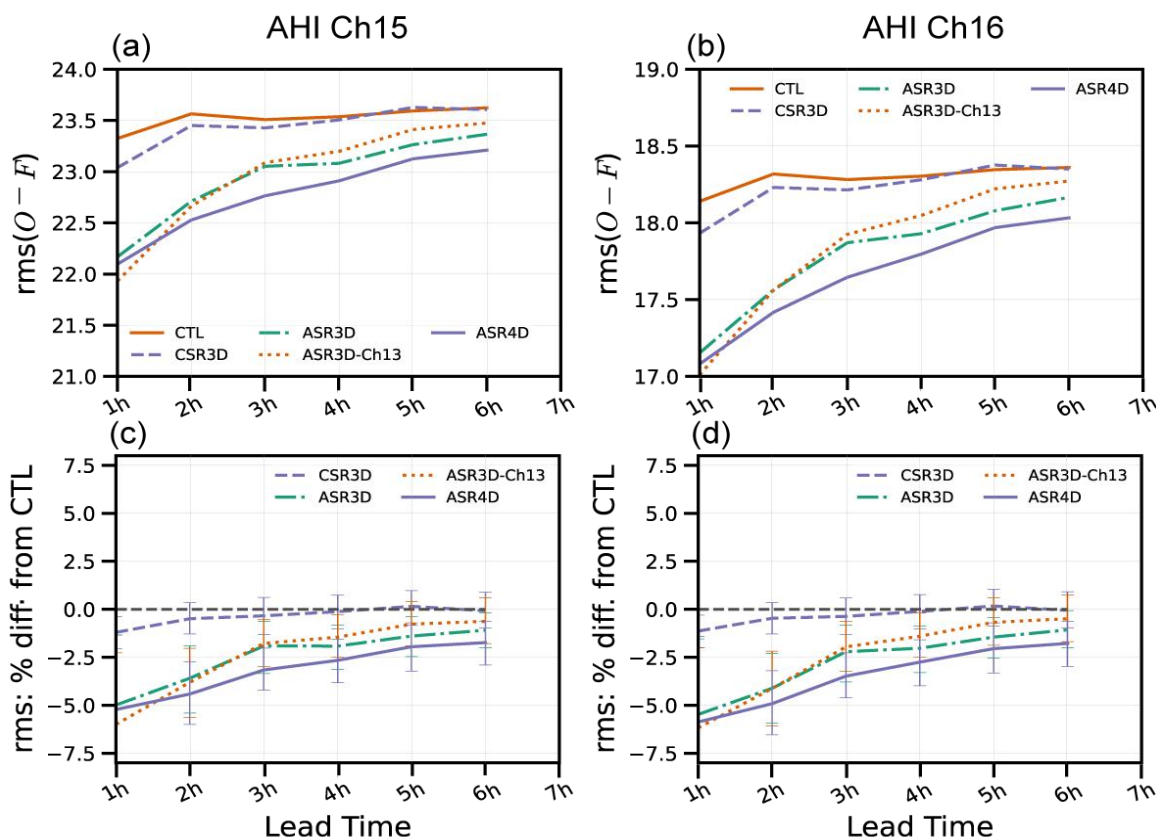 AHI Ch15
AHI Ch16
(a)
(b)
24.0
23.5
23.0
22.5
22.0
21.5
21.0
rms(O − F)
CTL
CSR3D
ASR3D
ASR3D-Ch13
ASR4D
1h
2h
3h
4h
5h
6h
7h
19.0
18.5
18.0
17.5
17.0
rms(O − F)
CTL
CSR3D
ASR3D
ASR3D-Ch13
ASR4D
1h
2h
3h
4h
5h
6h
7h
(c)
(d)
7.5
5.0
2.5
0.0
−2.5
−5.0
−7.5
rms: % diff. from CTL
CSR3D
ASR3D
ASR3D-Ch13
ASR4D
1h
2h
3h
4h
5h
6h
7h
Lead Time
7.5
5.0
2.5
0.0
−2.5
−5.0
−7.5
rms: % diff. from CTL
CSR3D
ASR3D
ASR3D-Ch13
ASR4D
1h
2h
3h
4h
5h
6h
7h
Lead Time